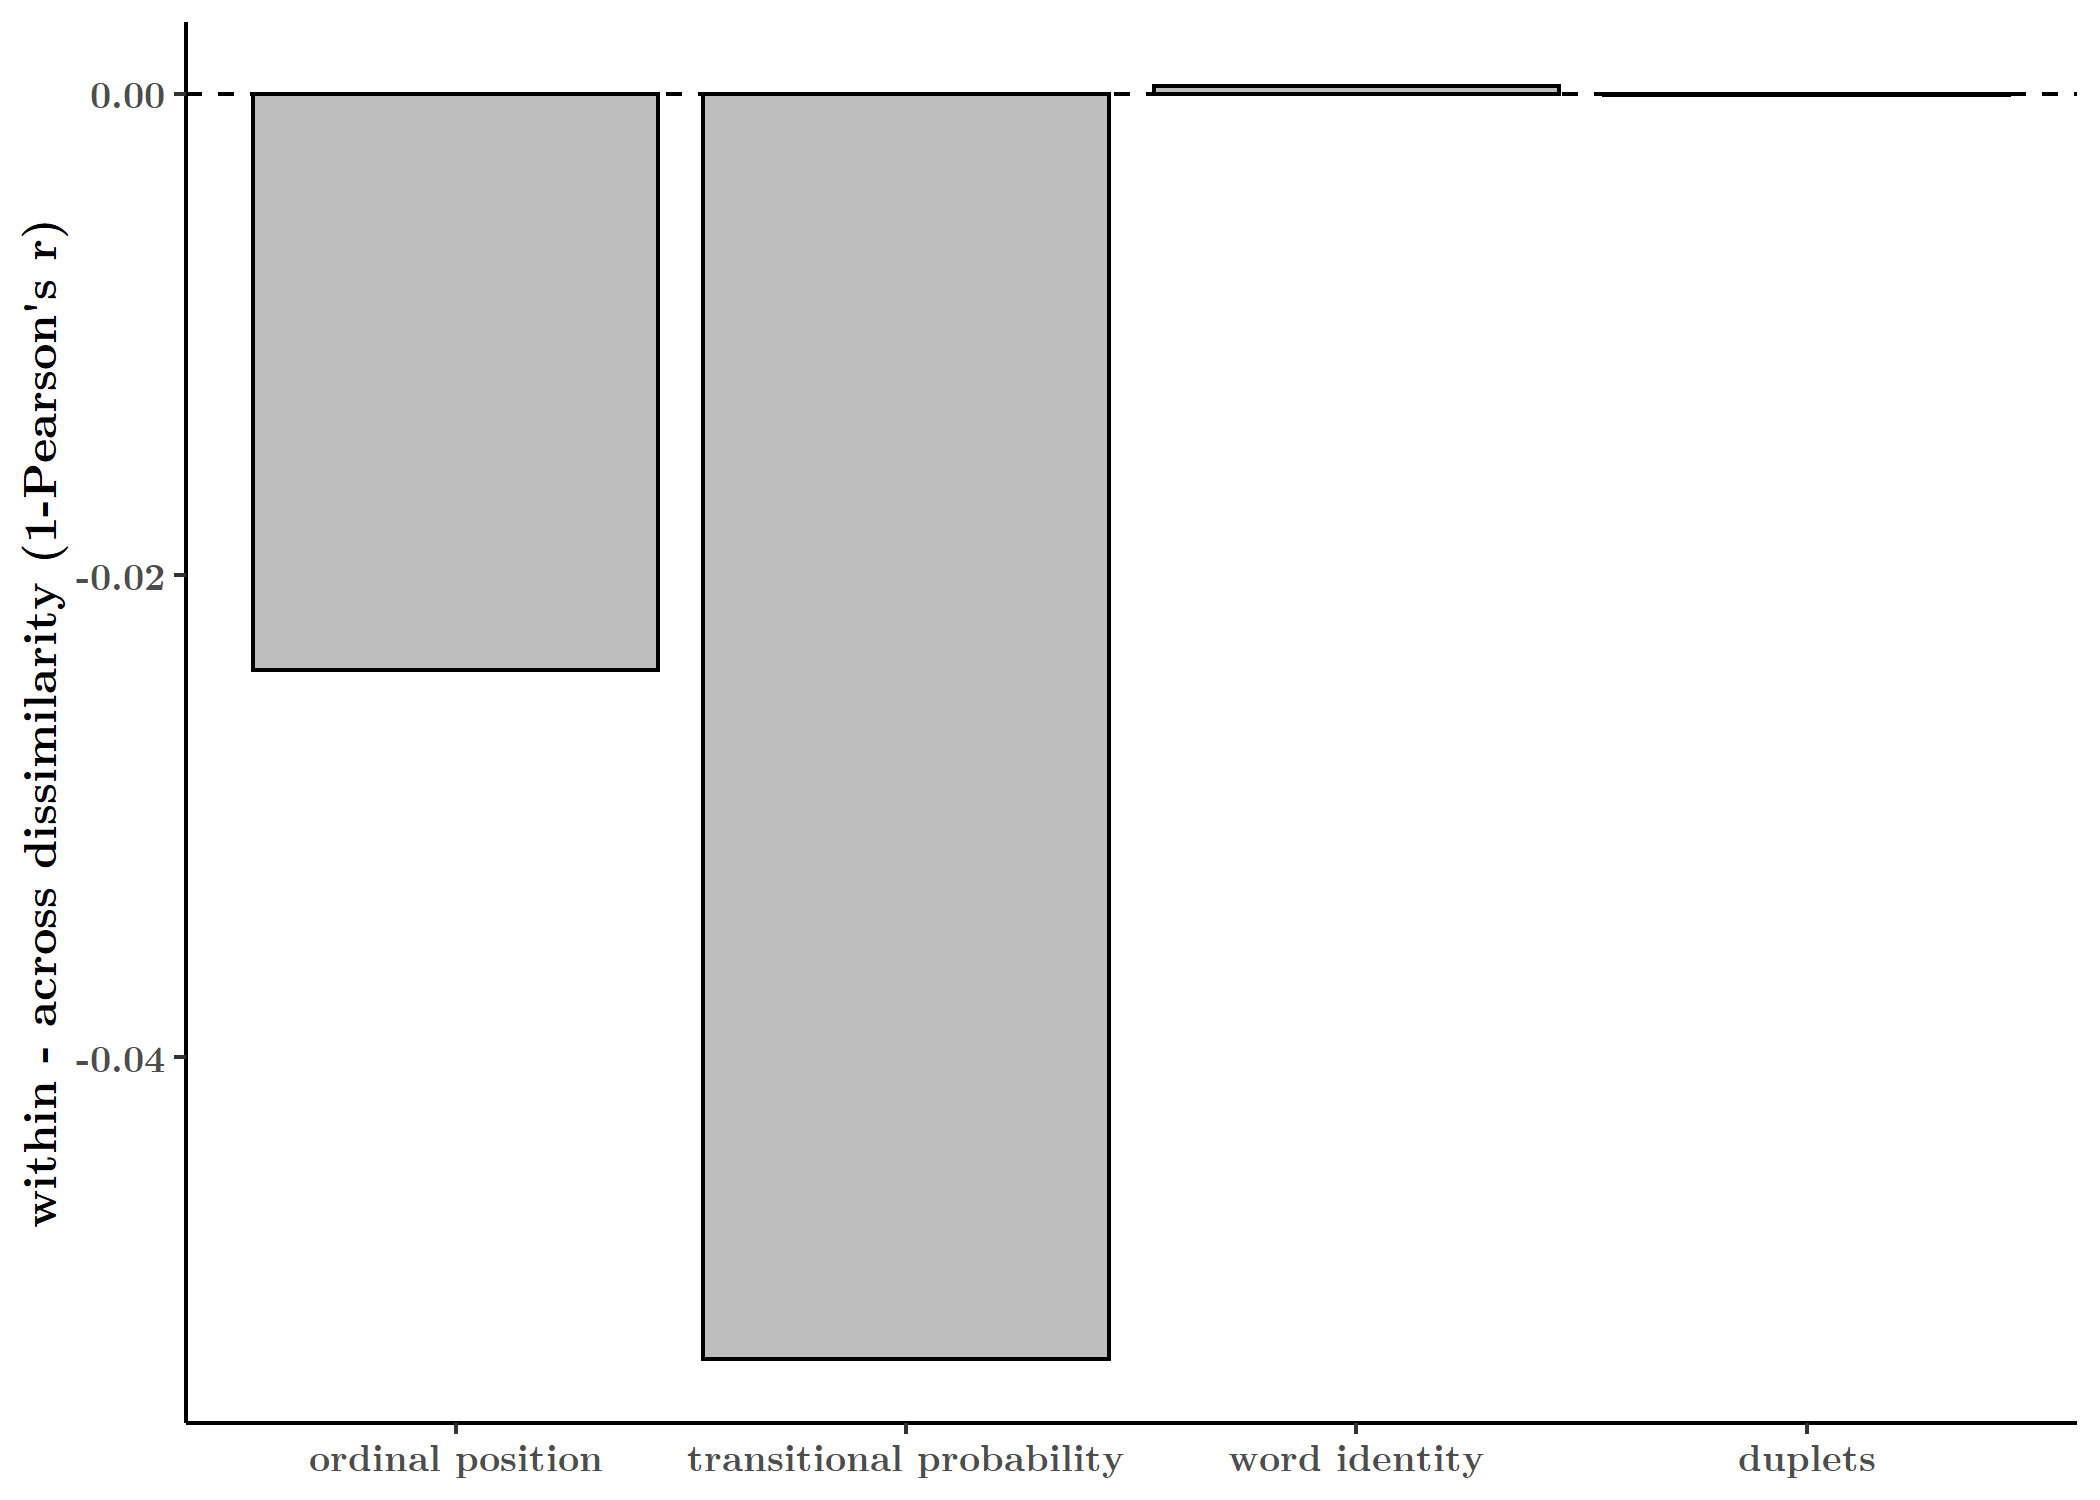 within - across dissimilarity (1-Pearson's r)
0.00
-0.02
-0.04
ordinal position transitional probability word identity duplets